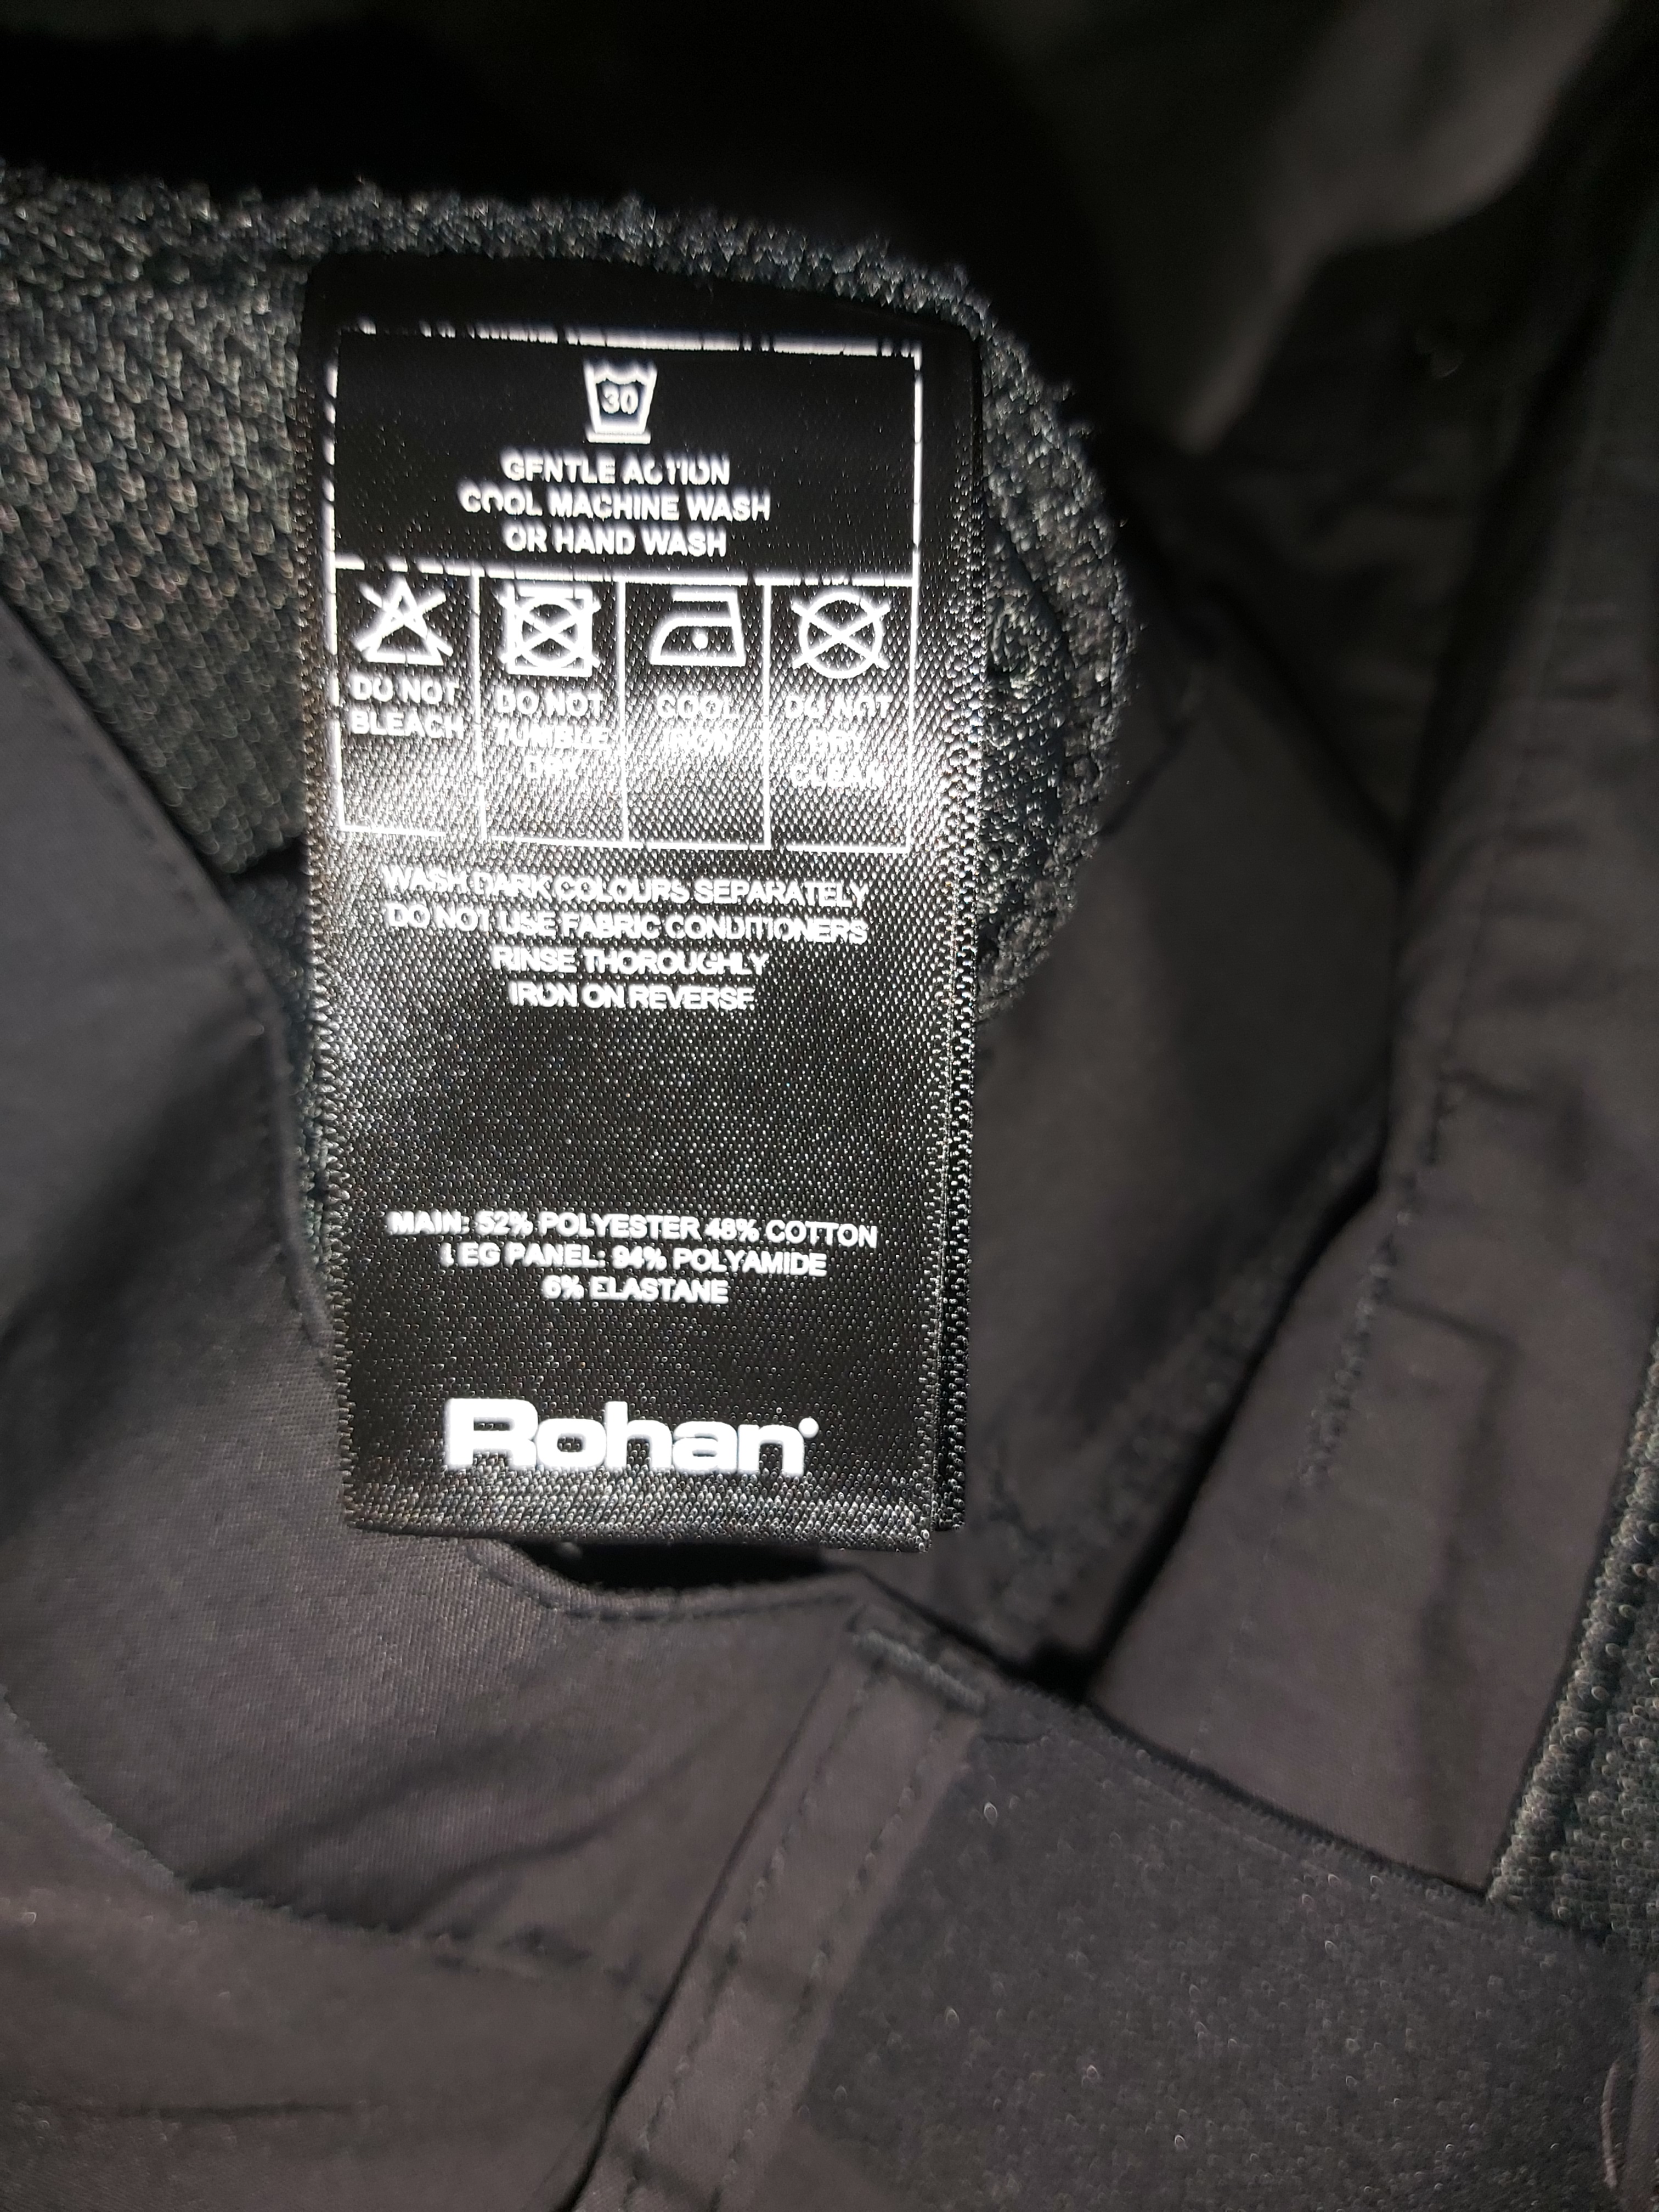 30
GENTLE ACTION
COOL MACHINE WASH
OR HAND WASH
DO NOT
BLEACH
DO NOT
TUMBLE
DRY
COOL
IRON
DO NOT
DRY
CLEAN
WASH DARK COLOURS SEPARATELY
DO NOT USE FABRIC CONDITIONERS
RINSE THOROUGHLY
IRON ON REVERSE
MAIN: 52% POLYESTER 48% COTTON
LEG PANEL: 94% POLYAMIDE
6% ELASTANE
Rohan